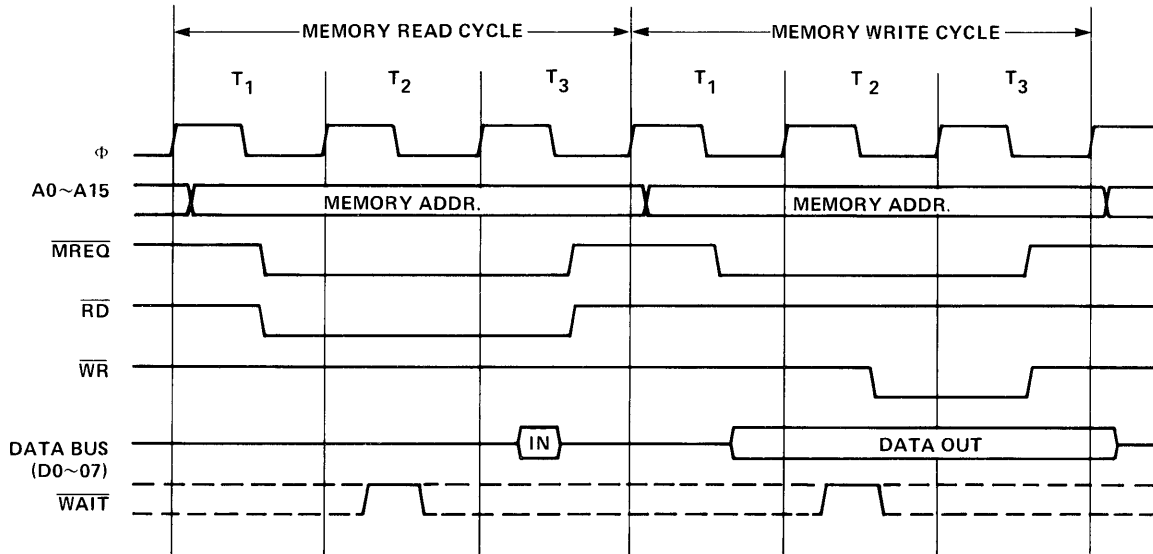 MEMORY READ CYCLE MEMORY WRITE CYCLE
T1 T2 T3 T1 T2 T3
Φ
A0~A15 MEMORY ADDR. MEMORY ADDR.
MREQ
RD
WR
DATA BUS IN DATA OUT
(D0~07)
WAIT